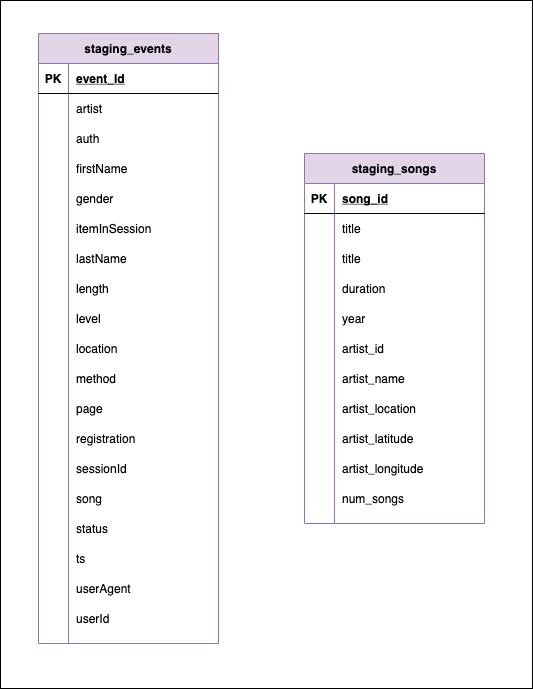 staging_events
PK event_Id
artist
auth
firstName
gender
itemInSession
lastName
length
level
location
method
page
registration
sessionId
song
status
ts
userAgent
userId
staging_songs
PK song_id
title
title
duration
year
artist_id
artist_name
artist_location
artist_latitude
artist_longitude
num_songs